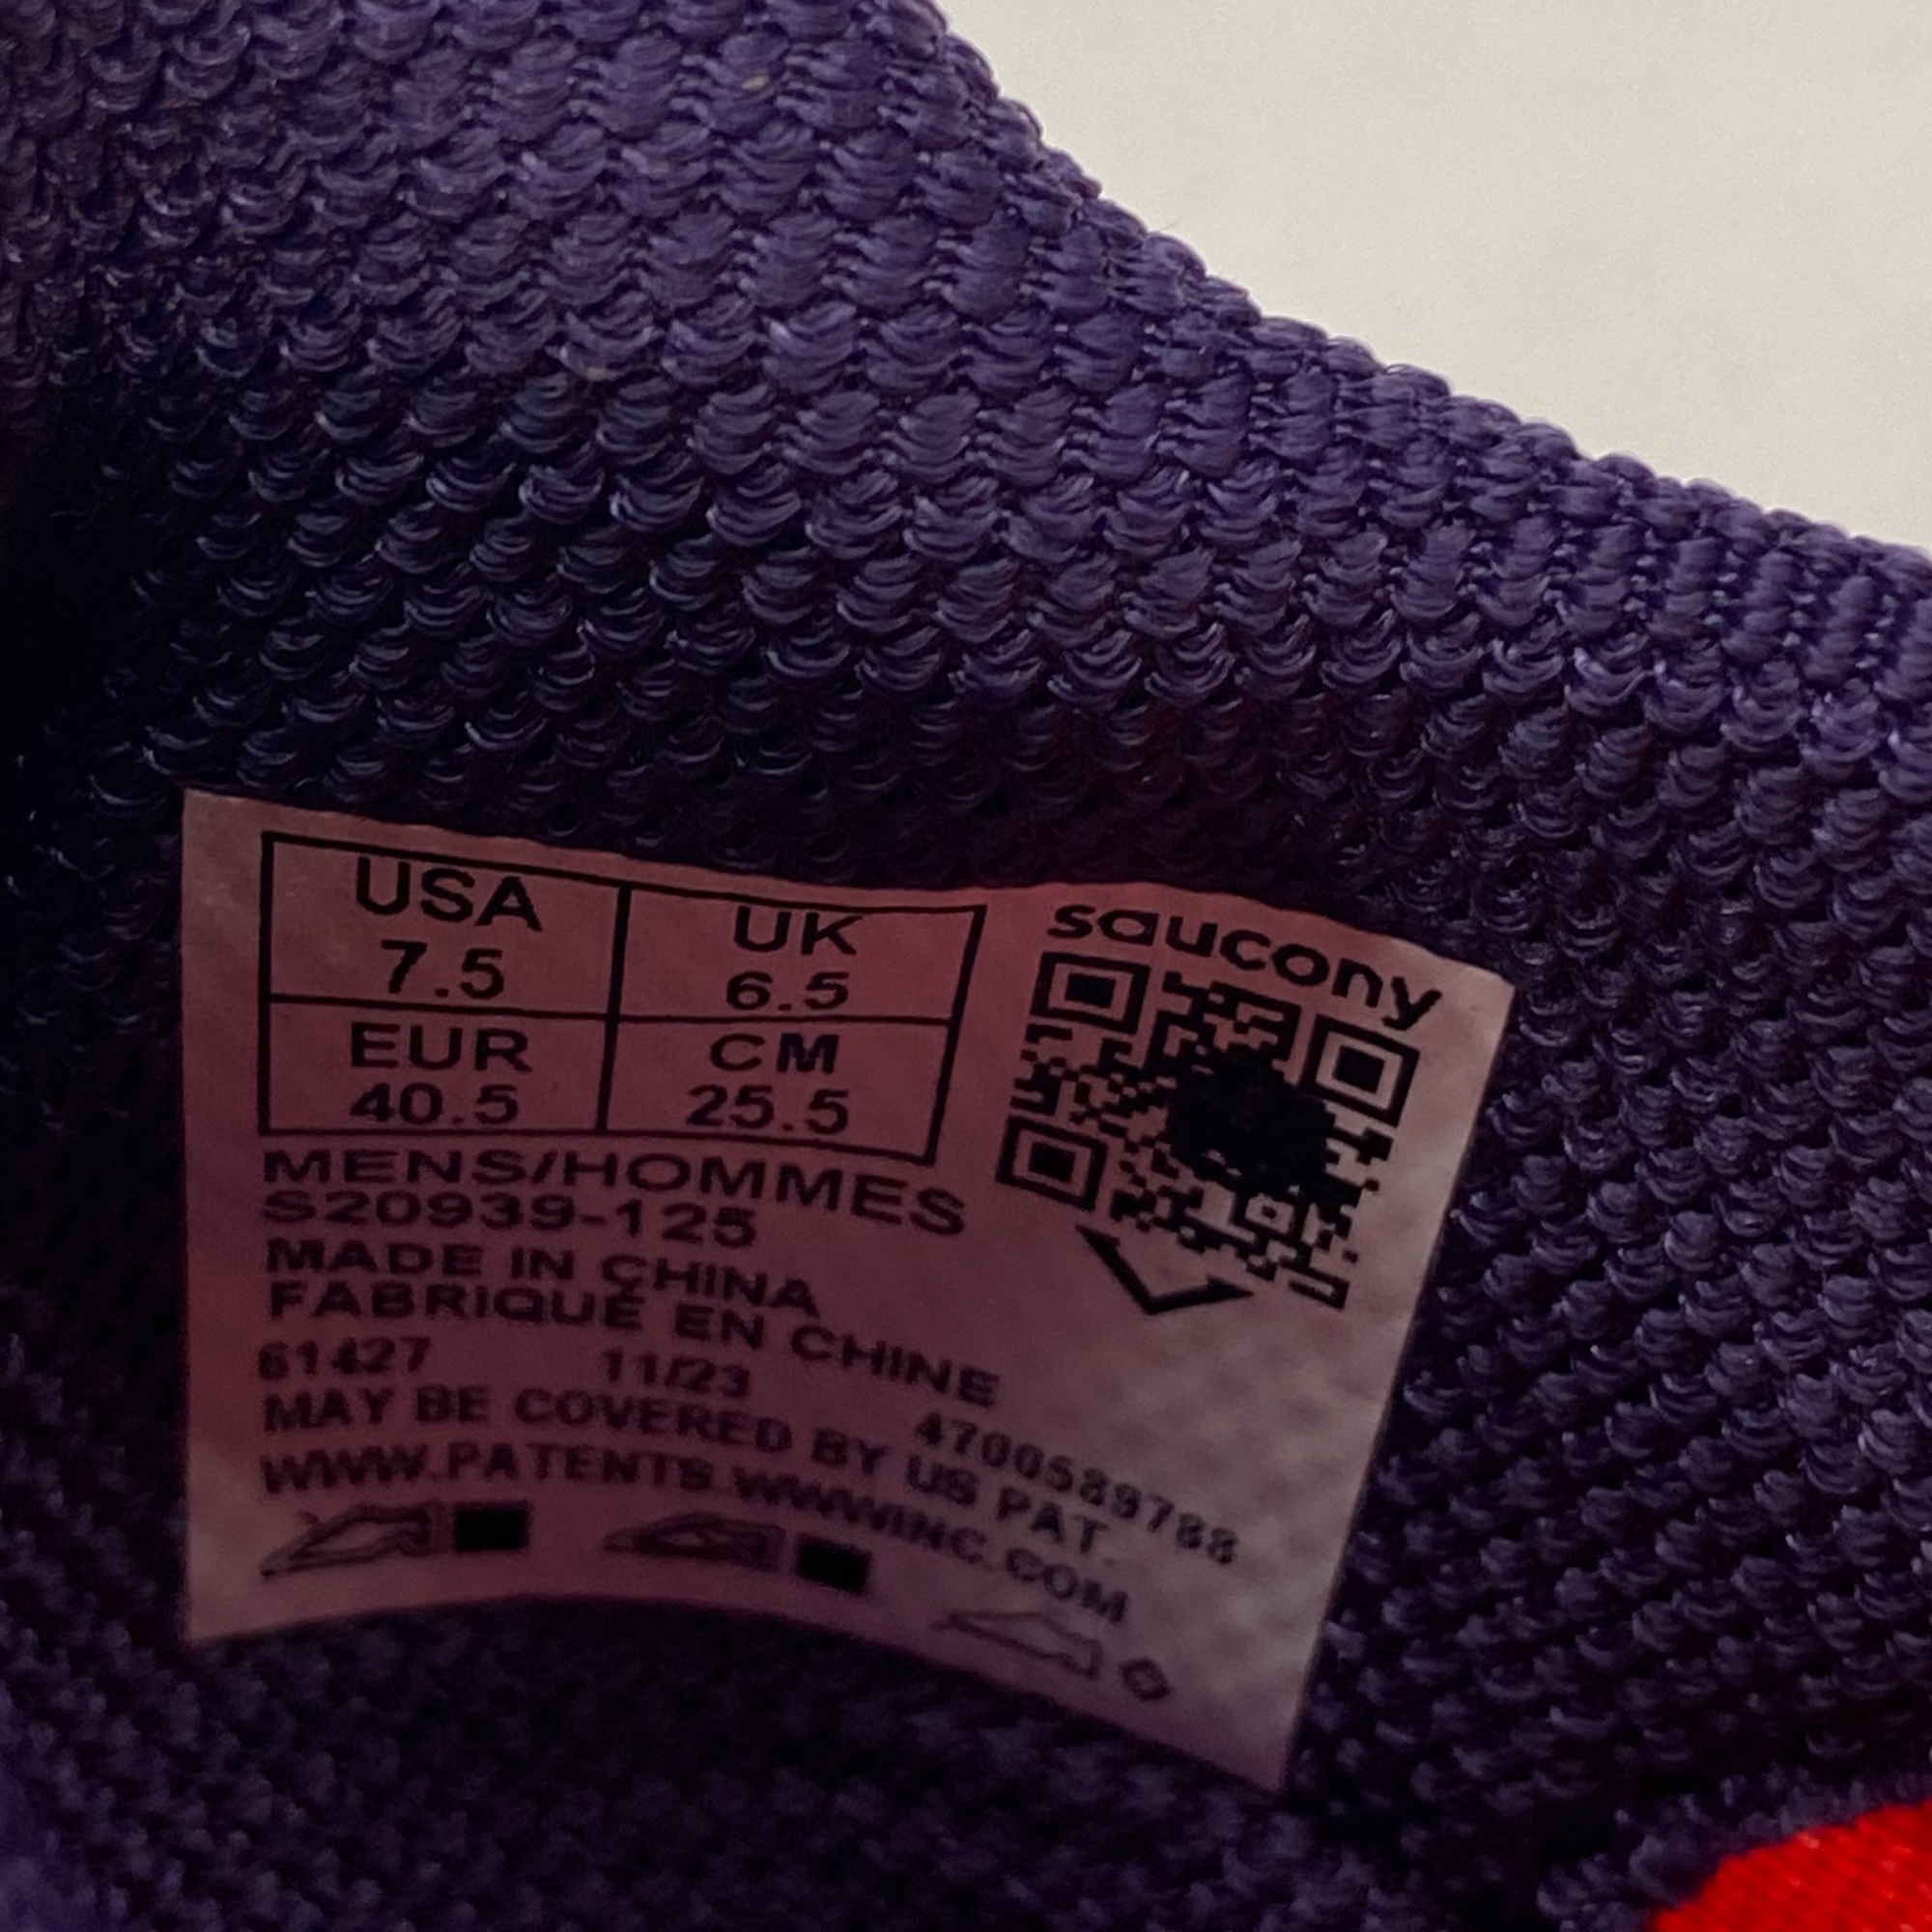 USA
7.5
UK
6.5
EUR
40.5
CM
25.5
saucony
MENS/HOMMES
S20939-125
MADE IN CHINA
FABRIQUÉ EN CHINE
61427 11/23 4700589788
MAY BE COVERED BY US PAT.
WWW.PATENTS.WWWINC.COM